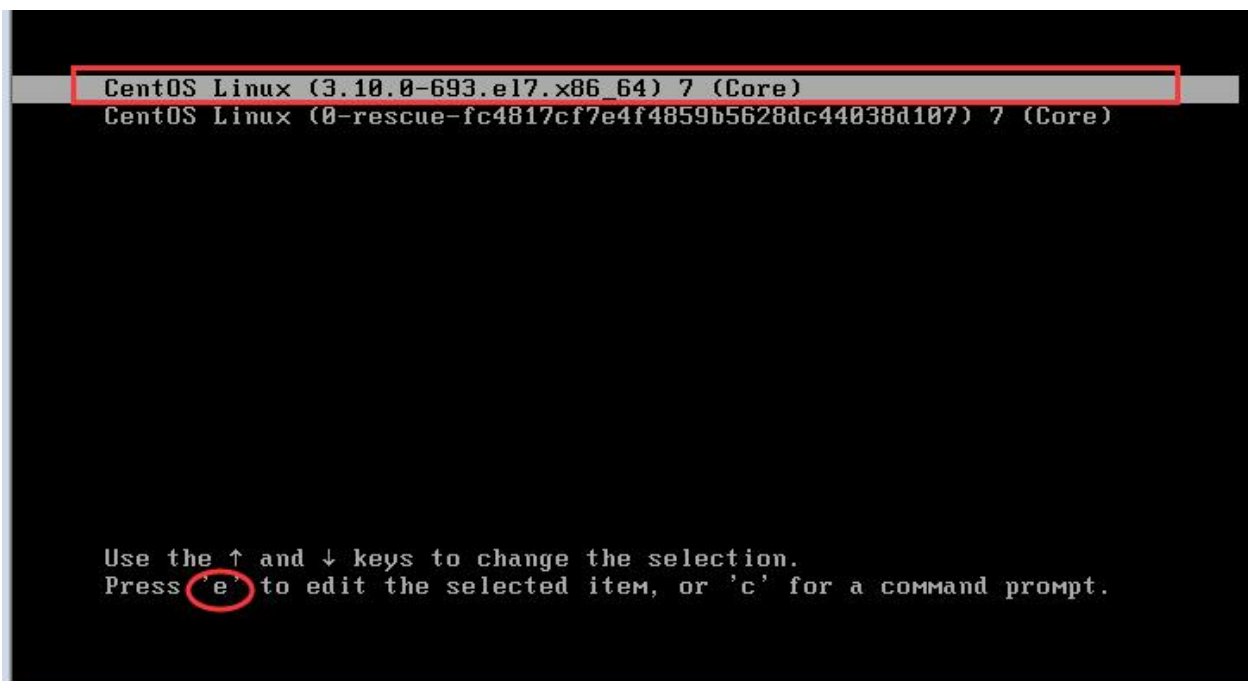 CentOS Linux (3.10.0-693.el7.x86_64) 7 (Core)
CentOS Linux (0-rescue-fc4817cf7e4f4859b5628dc44038d107) 7 (Core)
Use the ↑ and ↓ keys to change the selection.
Press 'e' to edit the selected item, or 'c' for a command prompt.